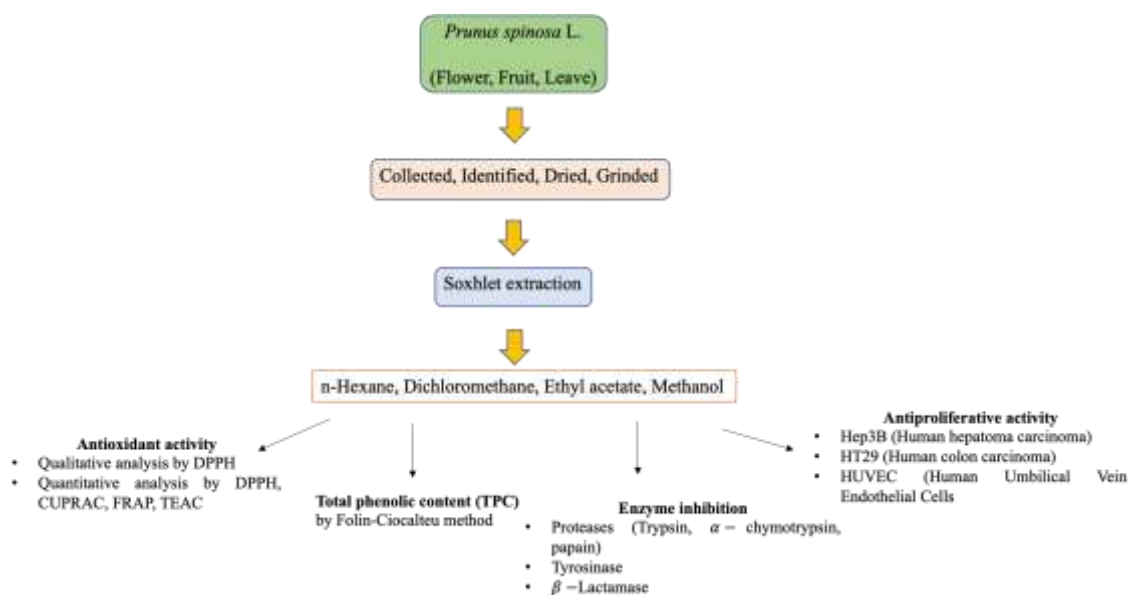 Prunus spinosa L.
(Flower, Fruit, Leave)
Collected, Identified, Dried, Grinded
Soxhlet extraction
n-Hexane, Dichloromethane, Ethyl acetate, Methanol
Antioxidant activity
• Qualitative analysis by DPPH
• Quantitative analysis by DPPH,
CUPRAC, FRAP, TEAC
Total phenolic content (TPC)
by Folin-Ciocalteu method
Enzyme inhibition
• Proteases (Trypsin, α − chymotrypsin,
papain)
• Tyrosinase
• β −Lactamase
Antiproliferative activity
• Hep3B (Human hepatoma carcinoma)
• HT29 (Human colon carcinoma)
• HUVEC (Human Umbilical Vein
Endothelial Cells